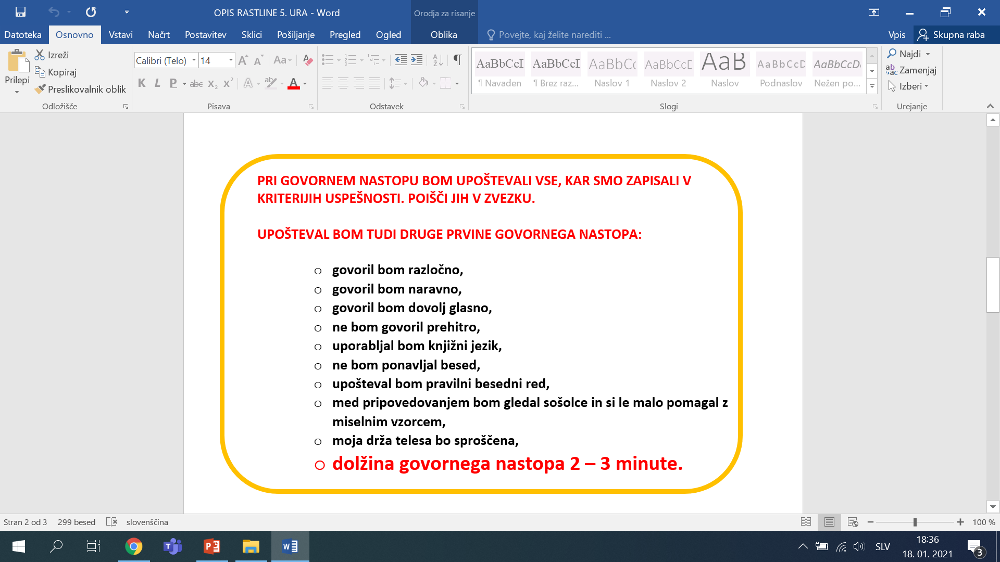 OPIS RASTLINE 5. URA - Word
Orodja za risanje
Datoteka Osnovno Vstavi Načrt Postavitev Sklici Pošiljanje Pregled Ogled Oblika Povejte, kaj želite narediti ... Vpis Skupna raba
Prilepi
Izreži
Kopiraj
Preslikovalnik oblik
Odložišče
Calibri (Telo) 14
K L P abc x₂ x² A ab A
Pisava
Odstavek
AaBbCcI AaBbCcI AaBbCc AaBbCcD AaB AaBbCcD AaBbCcD
¶ Navaden ¶ Brez raz... Naslov 1 Naslov 2 Naslov Podnaslov Nežen po...
Slogi
Najdi
Zamenjaj
Izberi
Urejanje
PRI GOVORNEM NASTOPU BOM UPOŠTEVALI VSE, KAR SMO ZAPISALI V
KRITERIJIH USPEŠNOSTI. POIŠČI JIH V ZVEZKU.
UPOŠTEVAL BOM TUDI DRUGE PRVINE GOVORNEGA NASTOPA:
o govoril bom razločno,
o govoril bom naravno,
o govoril bom dovolj glasno,
o ne bom govoril prehitro,
o uporabljal bom knjižni jezik,
o ne bom ponavljal besed,
o upošteval bom pravilni besedni red,
o med pripovedovanjem bom gledal sošolce in si le malo pomagal z
miselnim vzorcem,
o moja drža telesa bo sproščena,
o dolžina govornega nastopa 2 – 3 minute.
Stran 2 od 3 299 besed slovenščina 100 %
SLV
18:36
18. 01. 2021
3